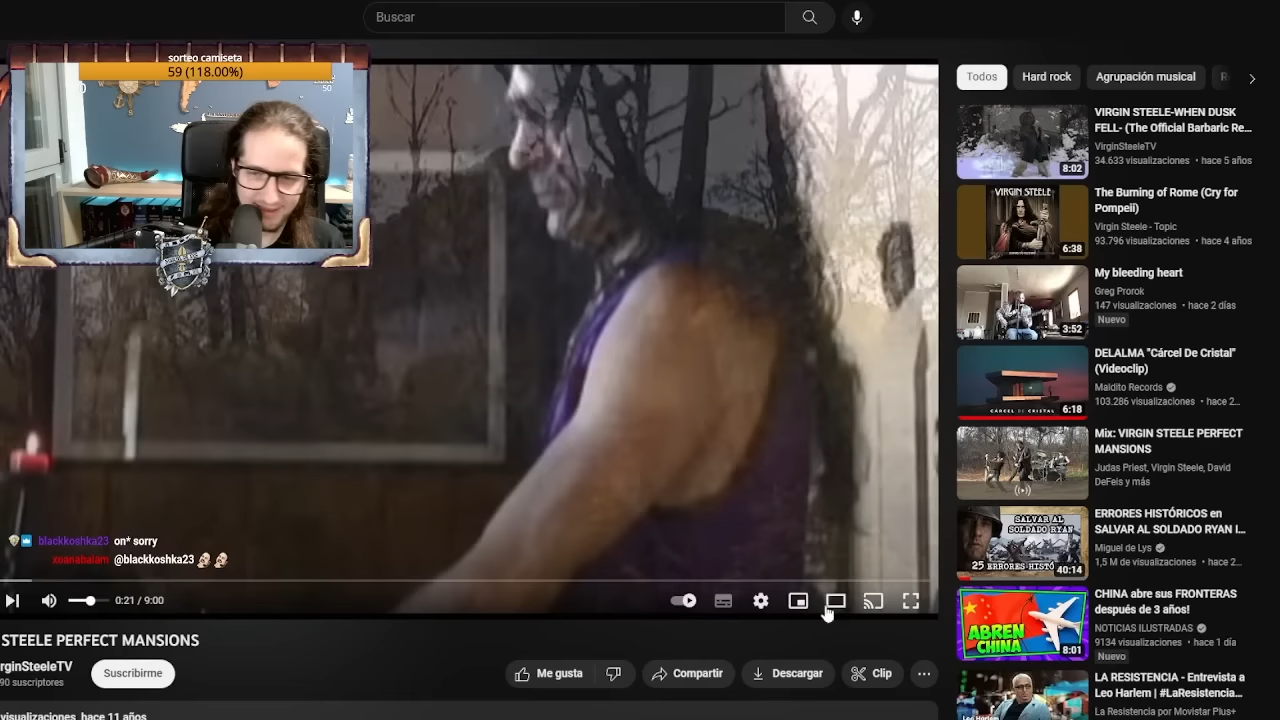 Buscar
sorteo camiseta
59 (118.00%)
50
blackkoshka23 on* sorry
xoanabalam @blackkoshka23
0:21 / 9:00
STEELE PERFECT MANSIONS
rginSteeleTV
90 suscriptores
Suscribirme
Me gusta
Compartir
Descargar
Clip
visualizaciones hace 11 años
Todos
Hard rock
Agrupación musical
VIRGIN STEELE-WHEN DUSK
FELL- (The Official Barbaric Re...
VirginSteeleTV
34.633 visualizaciones • hace 5 años
8:02
The Burning of Rome (Cry for
Pompeii)
Virgin Steele - Topic
93.796 visualizaciones • hace 4 años
VIRGIN STEELE
6:38
My bleeding heart
Greg Prorok
147 visualizaciones • hace 2 días
Nuevo
3:52
DELALMA "Cárcel De Cristal"
(Videoclip)
Maldito Records
103.286 visualizaciones • hace 2...
CÁRCEL DE CRISTAL
6:18
Mix: VIRGIN STEELE PERFECT
MANSIONS
Judas Priest, Virgin Steele, David
DeFeis y más
ERRORES HISTÓRICOS en
SALVAR AL SOLDADO RYAN I...
Miguel de Lys
1,5 M de visualizaciones • hace 2...
SALVAR AL
SOLDADO RYAN
25 ERRORES HISTÓ
40:14
CHINA abre sus FRONTERAS
después de 3 años!
NOTICIAS ILUSTRADAS
9134 visualizaciones • hace 1 día
Nuevo
ABREN
CHINA
8:01
LA RESISTENCIA - Entrevista a
Leo Harlem | #LaResistencia...
La Resistencia por Movistar Plus+
Leo Harlem